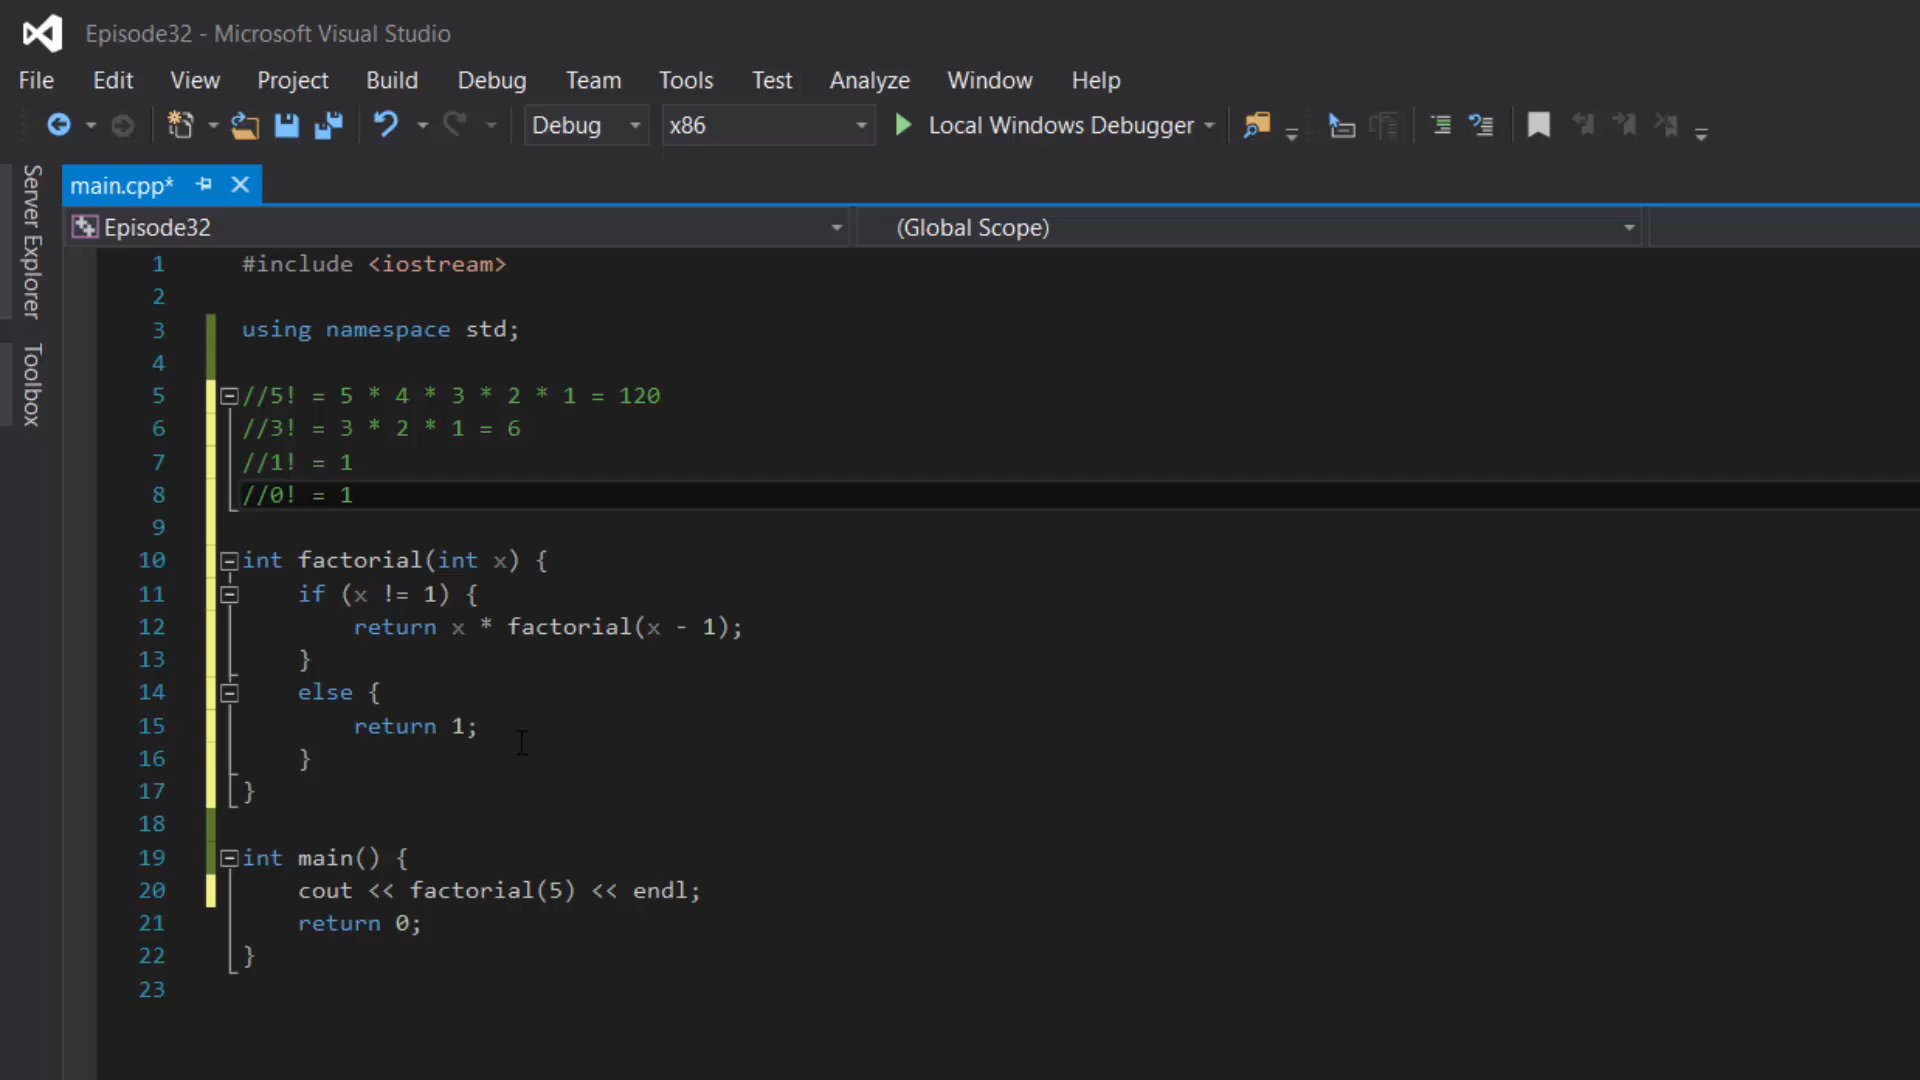 Episode32 - Microsoft Visual Studio
File Edit View Project Build Debug Team Tools Test Analyze Window Help
Debug x86 Local Windows Debugger
Server Explorer
Toolbox
main.cpp*
Episode32 (Global Scope)
1 #include <iostream>
2
3 using namespace std;
4
5 //5! = 5 * 4 * 3 * 2 * 1 = 120
6 //3! = 3 * 2 * 1 = 6
7 //1! = 1
8 //0! = 1
9
10 int factorial(int x) {
11     if (x != 1) {
12         return x * factorial(x - 1);
13     }
14     else {
15         return 1;
16     }
17 }
18
19 int main() {
20     cout << factorial(5) << endl;
21     return 0;
22 }
23